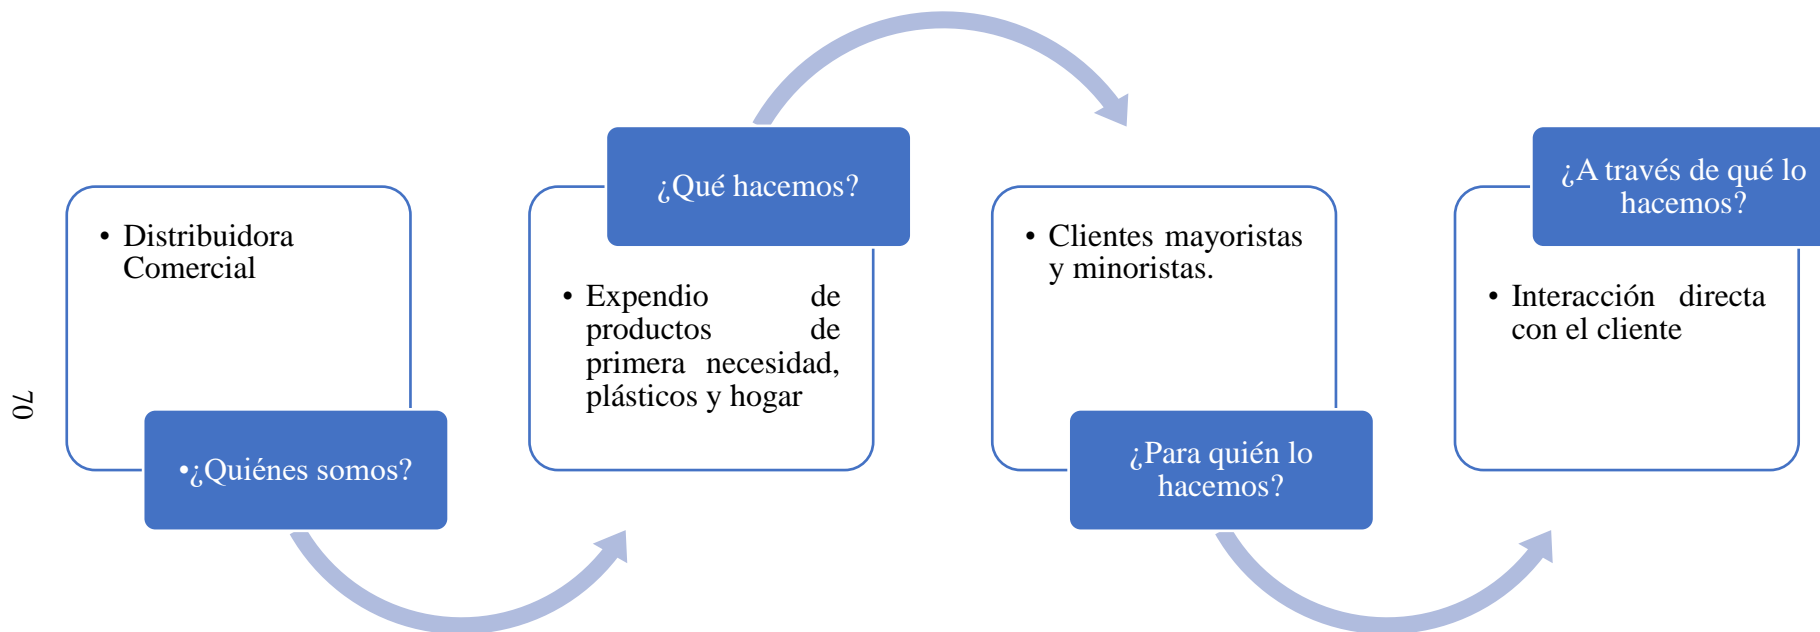 • Distribuidora
Comercial
•¿Quiénes somos?
¿Qué hacemos?
• Expendio de
productos de
primera necesidad,
plásticos y hogar
• Clientes mayoristas
y minoristas.
¿Para quién lo
hacemos?
¿A través de qué lo
hacemos?
• Interacción directa
con el cliente
70